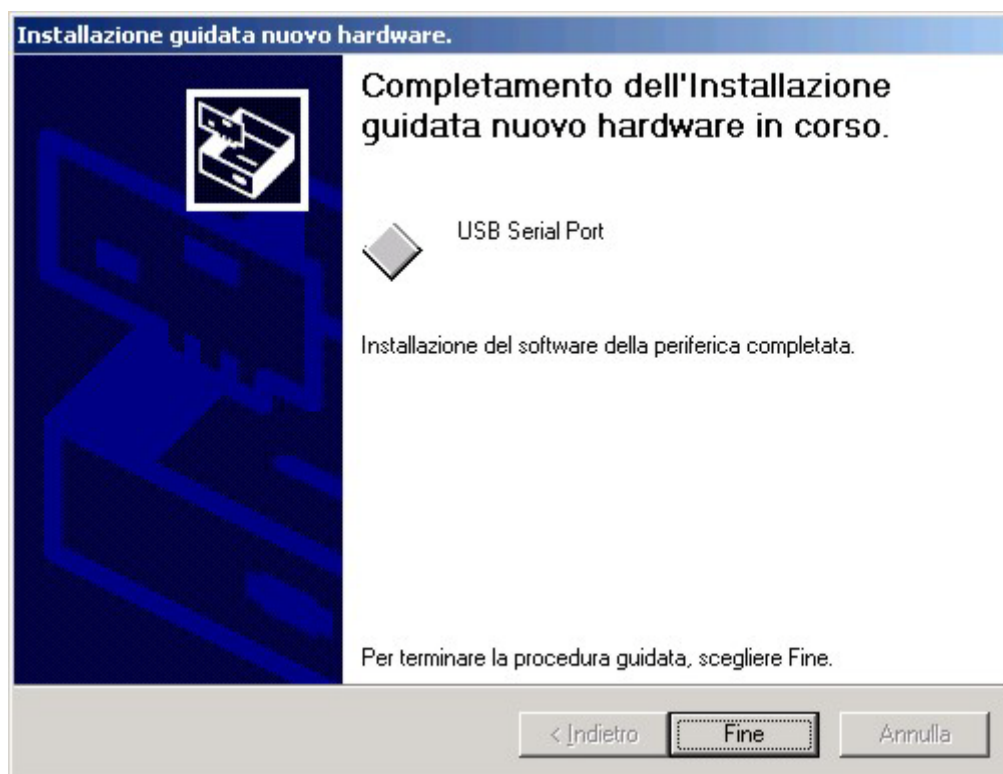 Installazione guidata nuovo hardware.
Completamento dell'Installazione
guidata nuovo hardware in corso.
USB Serial Port
Installazione del software della periferica completata.
Per terminare la procedura guidata, scegliere Fine.
< Indietro
Fine
Annulla